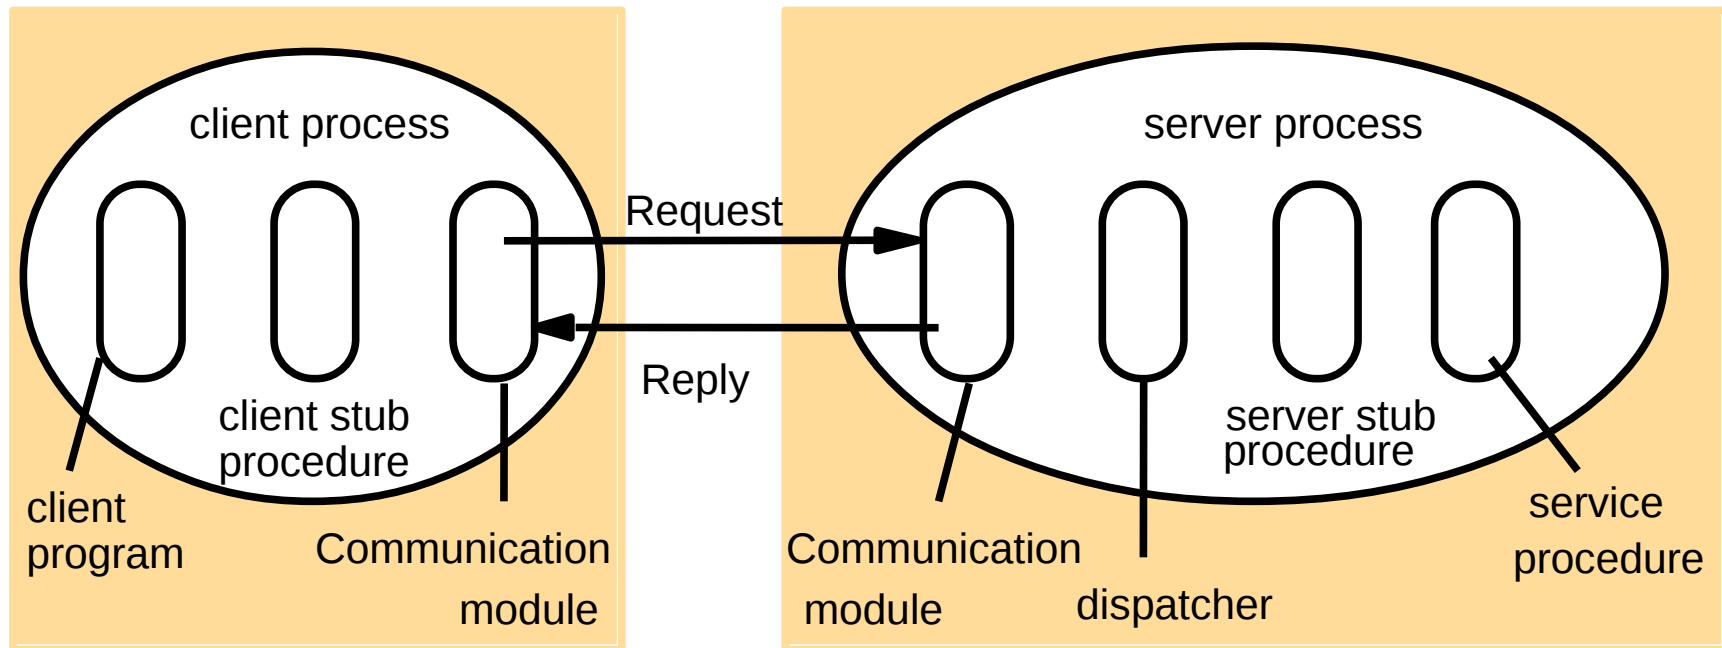 client process
server process
Request
Reply
client stub
procedure
server stub
procedure
client
program
Communication
module
Communication
module
dispatcher
service
procedure